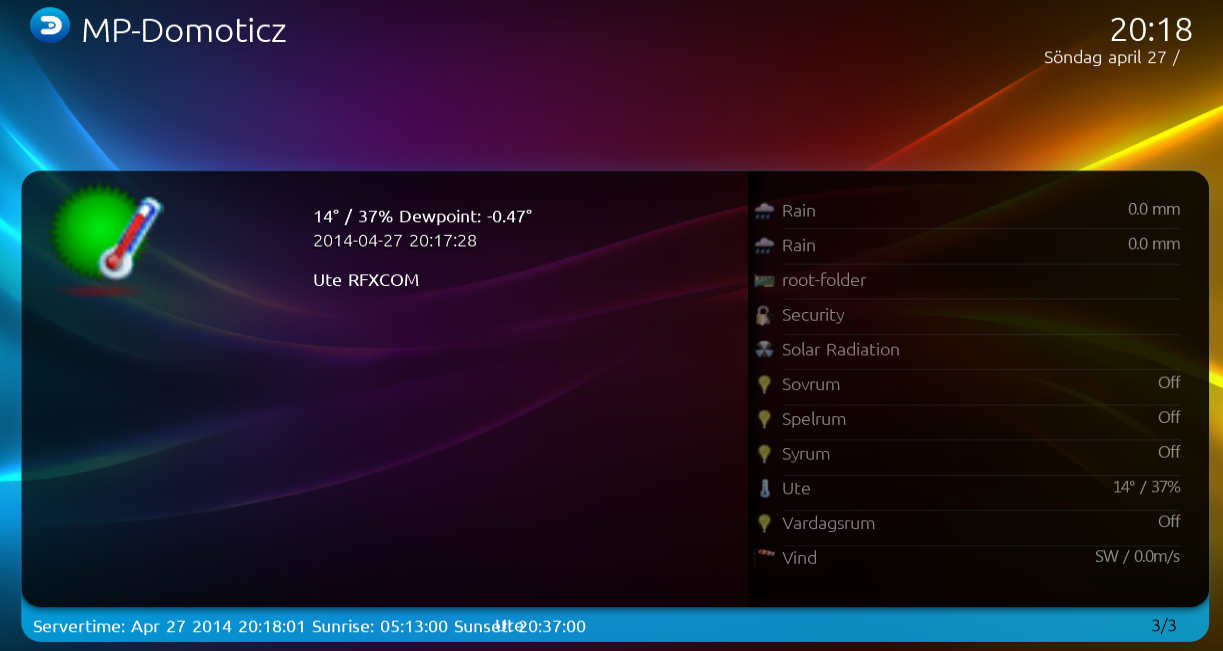 MP-Domoticz
20:18
Söndag april 27 /
14° / 37% Dewpoint: -0.47°
2014-04-27 20:17:28
Ute RFXCOM
Rain 0.0 mm
Rain 0.0 mm
root-folder
Security
Solar Radiation
Sovrum Off
Spelrum Off
Syrum Off
Ute 14° / 37%
Vardagsrum Off
Vind SW / 0.0m/s
Servertime: Apr 27 2014 20:18:01 Sunrise: 05:13:00 Sunset: 20:37:00
Ute
3/3